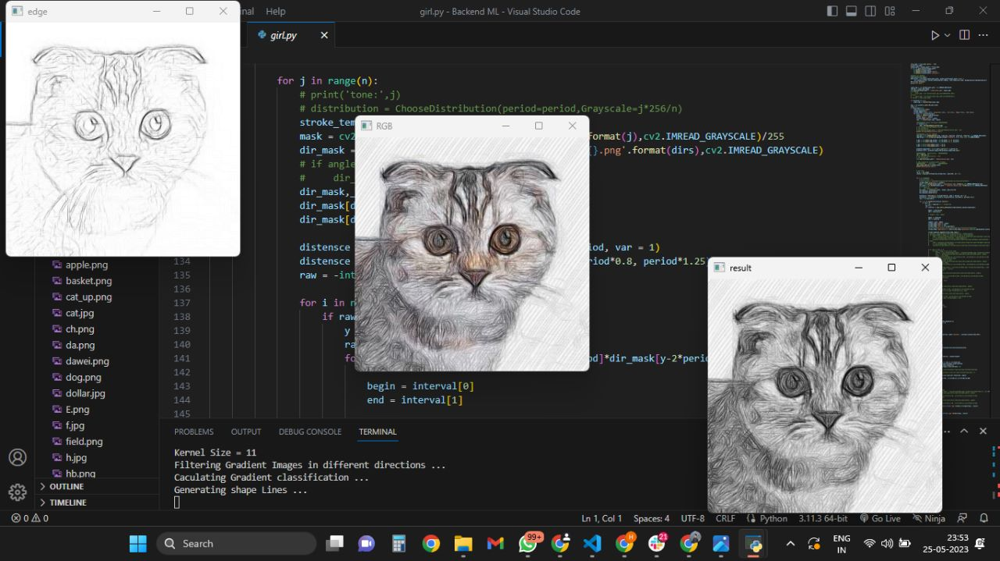 edge
inal Help
girl.py - Backend ML - Visual Studio Code
girl.py
for j in range(n):
# print('tone:',j)
# distribution = ChooseDistribution(period=period,Grayscale=j*256/n)
stroke_tem
RGB
mask = cv2
format(j),cv2.IMREAD_GRAYSCALE)/255
dir_mask =
{}.png'.format(dirs),cv2.IMREAD_GRAYSCALE)
# if angle
# dir_
dir_mask,_
dir_mask[d
dir_mask[d
distensce
iod, var = 1)
134 distensc
period*0.8, period*1.25
135 raw = -int
136
137 for i in r
138 if raw
139 y
140 ra
141 fo
od]*dir_mask[y-2*perio
142
143 begin = interval[0]
144 end = interval[1]
145
apple.png
basket.png
cat_up.png
cat.jpg
ch.png
da.png
dawei.png
dog.png
dollar.jpg
E.png
f.jpg
field.png
h.jpg
hb.png
OUTLINE
TIMELINE
result
PROBLEMS OUTPUT DEBUG CONSOLE TERMINAL
Kernel Size = 11
Filtering Gradient Images in different directions ...
Caculating Gradient classification ...
Generating shape Lines ...
0 0
Ln 1, Col 1 Spaces: 4 UTF-8 CRLF Python 3.11.3 64-bit Go Live Ninja
Search
99+
H
21
ENG
IN
23:53
25-05-2023